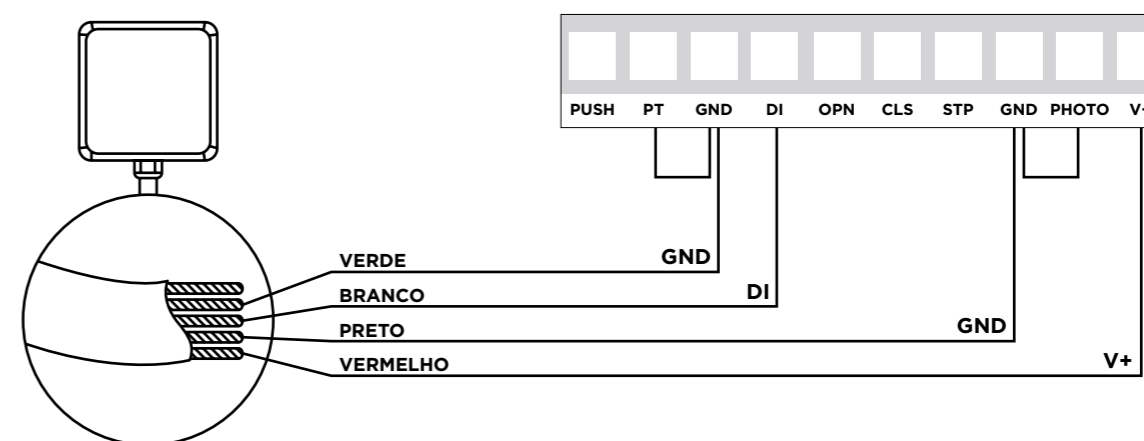 PUSH PT GND DI OPN CLS STP GND PHOTO V+
VERDE GND
BRANCO DI
PRETO GND
VERMELHO V+